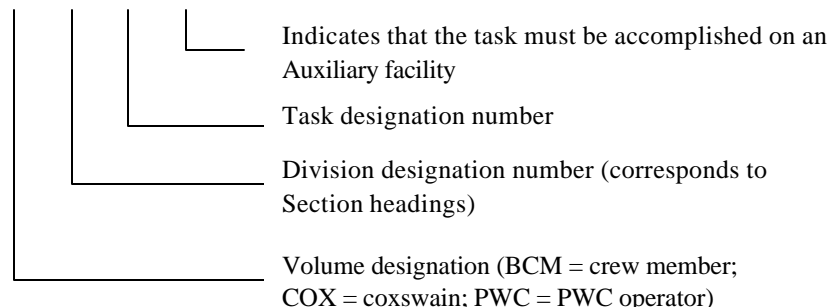 Indicates that the task must be accomplished on an
Auxiliary facility
Task designation number
Division designation number (corresponds to
Section headings)
Volume designation (BCM = crew member;
COX = coxswain; PWC = PWC operator)